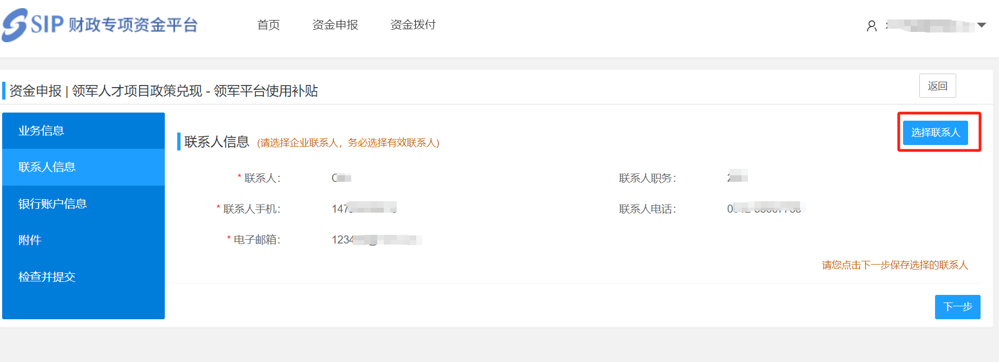 SIP 财政专项资金平台
首页 资金申报 资金拨付
资金申报 | 领军人才项目政策兑现 - 领军平台使用补贴
返回
业务信息
联系人信息
银行账户信息
附件
检查并提交
联系人信息 (请选择企业联系人，务必选择有效联系人)
选择联系人
* 联系人:
联系人职务:
* 联系人手机: 147
联系人电话: 0
* 电子邮箱: 1234
请您点击下一步保存选择的联系人
下一步